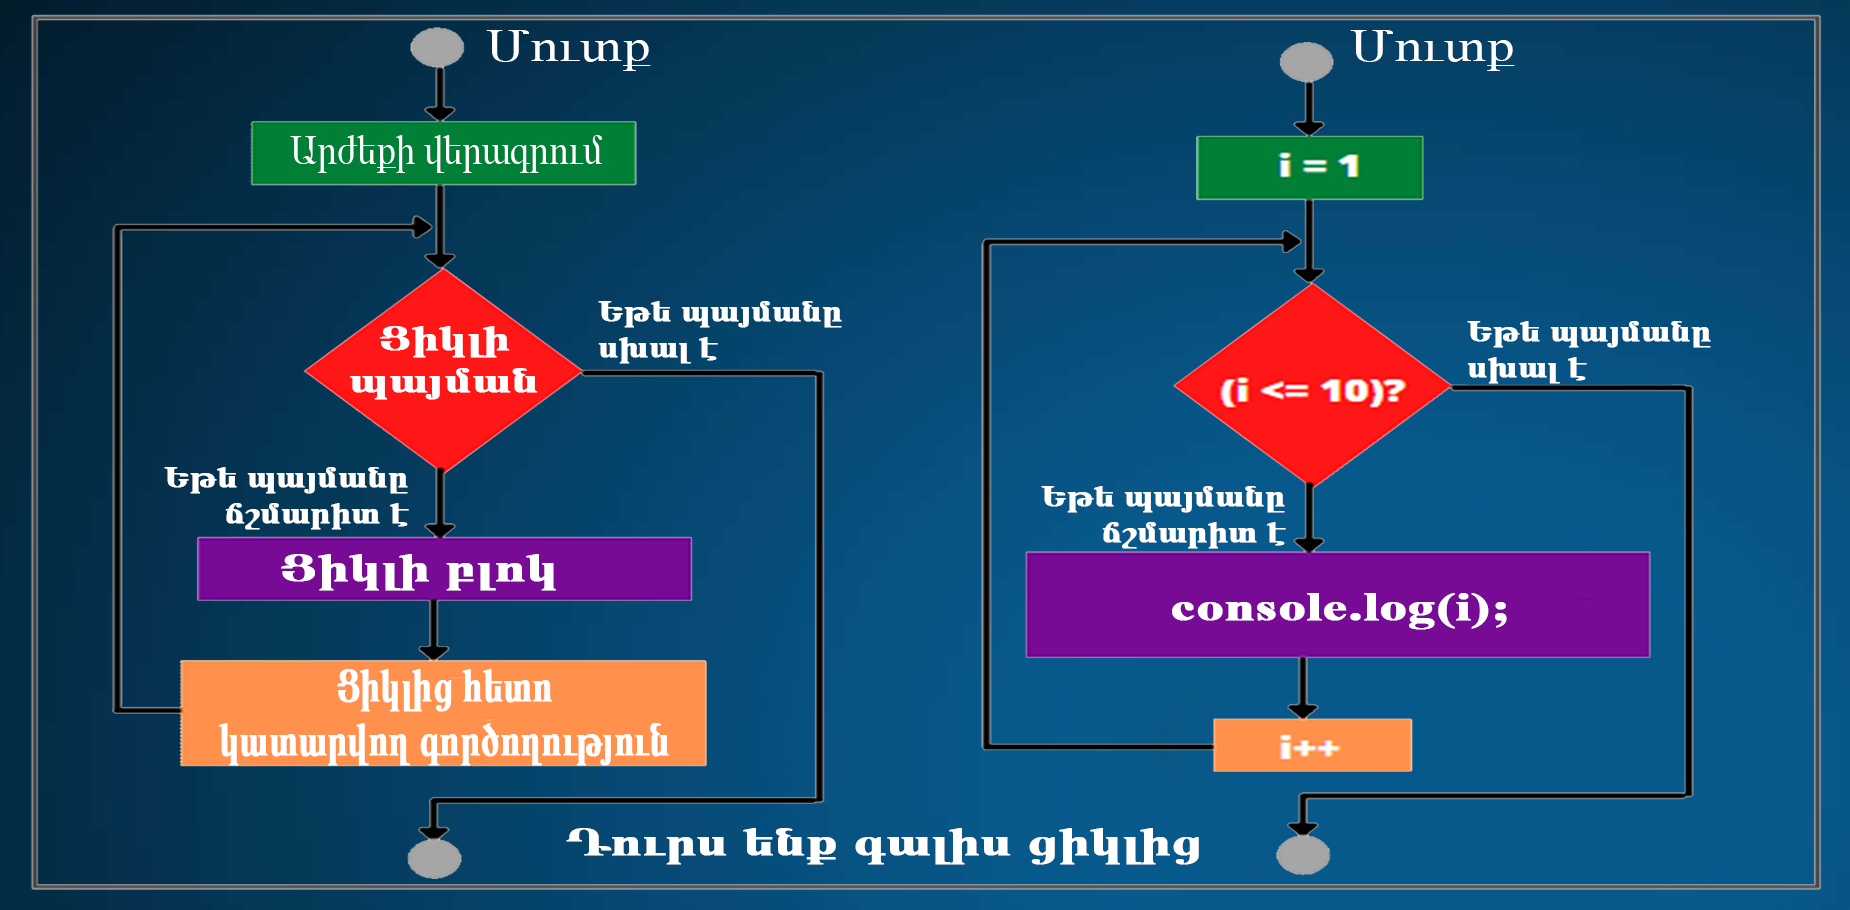 Մուտք
Արժեքի վերագրում
Ցիկլի
պայման
Եթե պայմանը
սխալ է
Եթե պայմանը
ճշմարիտ է
Ցիկլի բլոկ
Ցիկլից հետո
կատարվող գործողություն
Մուտք
i = 1
(i <= 10)?
Եթե պայմանը
սխալ է
Եթե պայմանը
ճշմարիտ է
console.log(i);
i++
Դուրս ենք գալիս ցիկլից